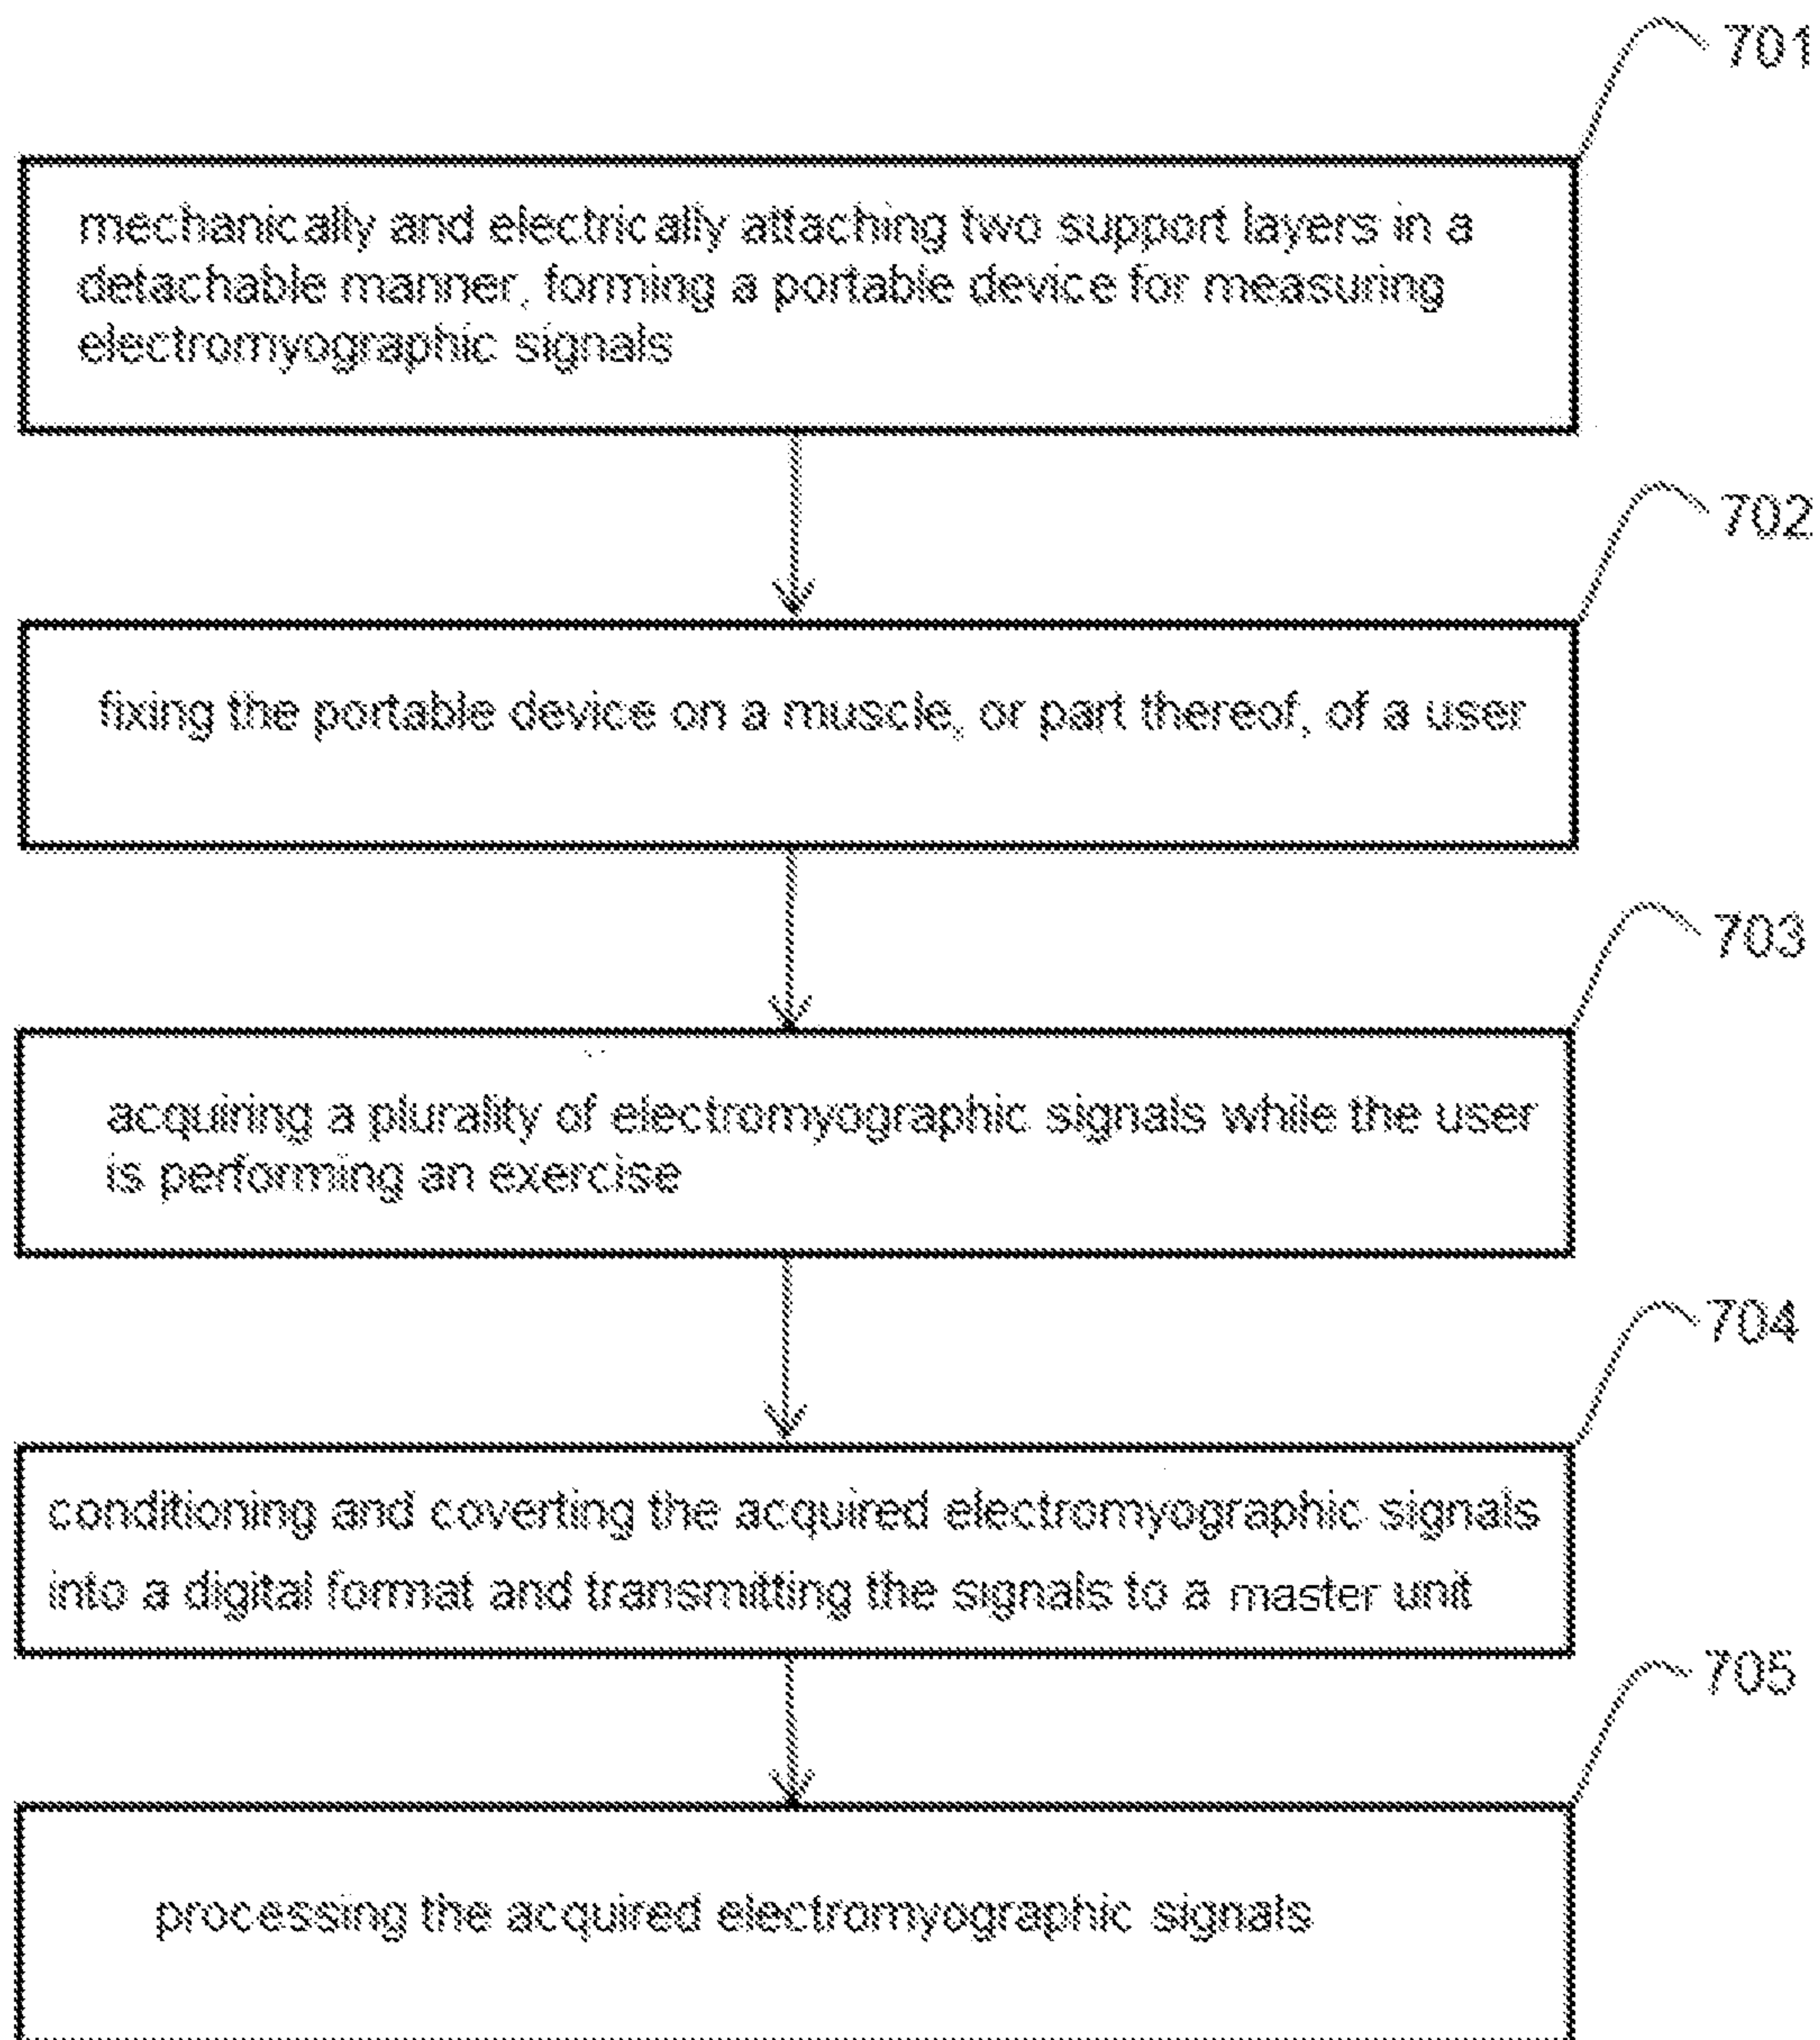 701
mechanically and electrically attaching two support layers in a
detachable manner, forming a portable device for measuring
electromyographic signals
702
fixing the portable device on a muscle, or part thereof, of a user
703
acquiring a plurality of electromyographic signals while the user
is performing an exercise
704
conditioning and coverting the acquired electromyographic signals
into a digital format and transmitting the signals to a master unit
705
processing the acquired electromyographic signals